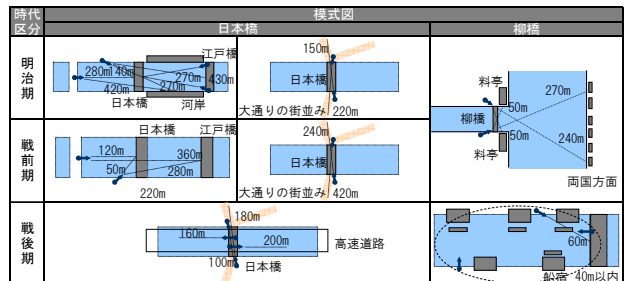 時代区分
模式図
日本橋
柳橋
明治期
江戸橋
280m
140m
270m
430m
420m
270m
日本橋
河岸
150m
日本橋
大通りの街並み
220m
料亭
270m
50m
柳橋
50m
240m
料亭
両国方面
戦前期
日本橋
江戸橋
120m
360m
50m
280m
220m
240m
日本橋
大通りの街並み
420m
戦後期
180m
160m
200m
高速道路
100m
日本橋
60m
船宿
40m以内